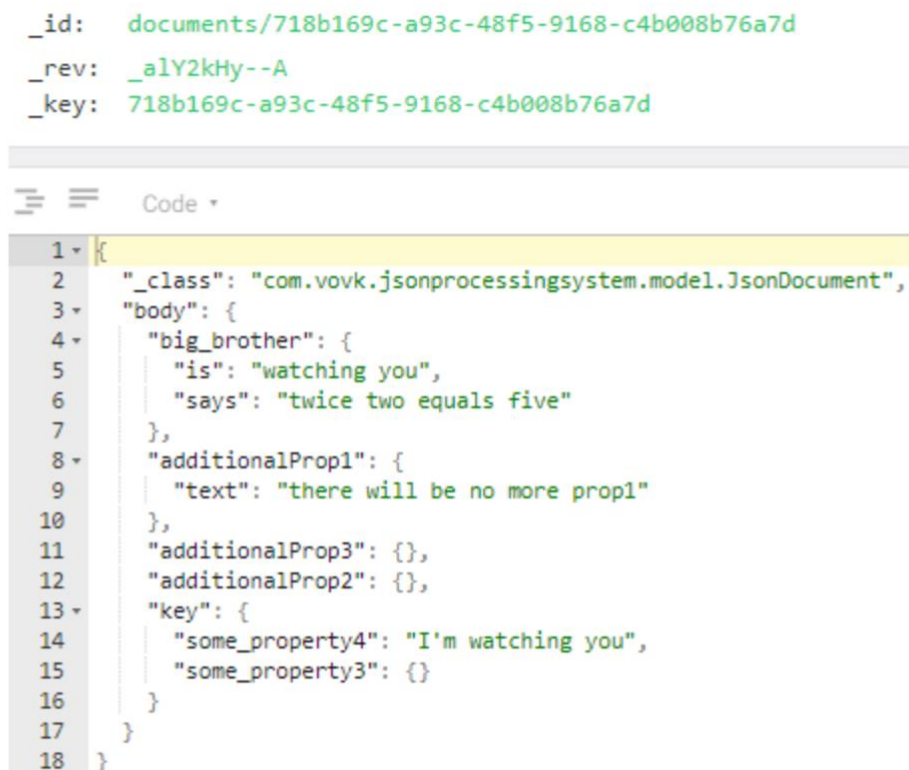 _id: documents/718b169c-a93c-48f5-9168-c4b008b76a7d
_rev: _alY2kHy--A
_key: 718b169c-a93c-48f5-9168-c4b008b76a7d
Code
1 {
2 "_class": "com.vovk.jsonprocessingsystem.model.JsonDocument",
3 "body": {
4 "big_brother": {
5 "is": "watching you",
6 "says": "twice two equals five"
7 },
8 "additionalProp1": {
9 "text": "there will be no more prop1"
10 },
11 "additionalProp3": {},
12 "additionalProp2": {},
13 "key": {
14 "some_property4": "I'm watching you",
15 "some_property3": {}
16 }
17 }
18 }